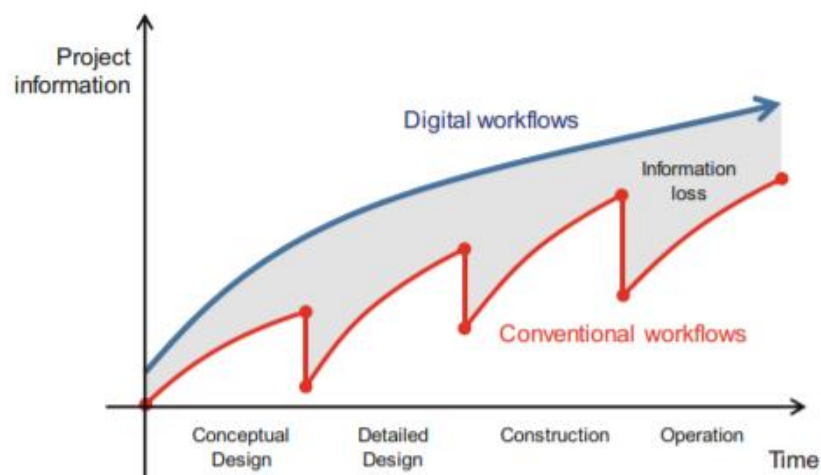 Project
information
Digital workflows
Information
loss
Conventional workflows
Conceptual
Design
Detailed
Design
Construction
Operation
Time